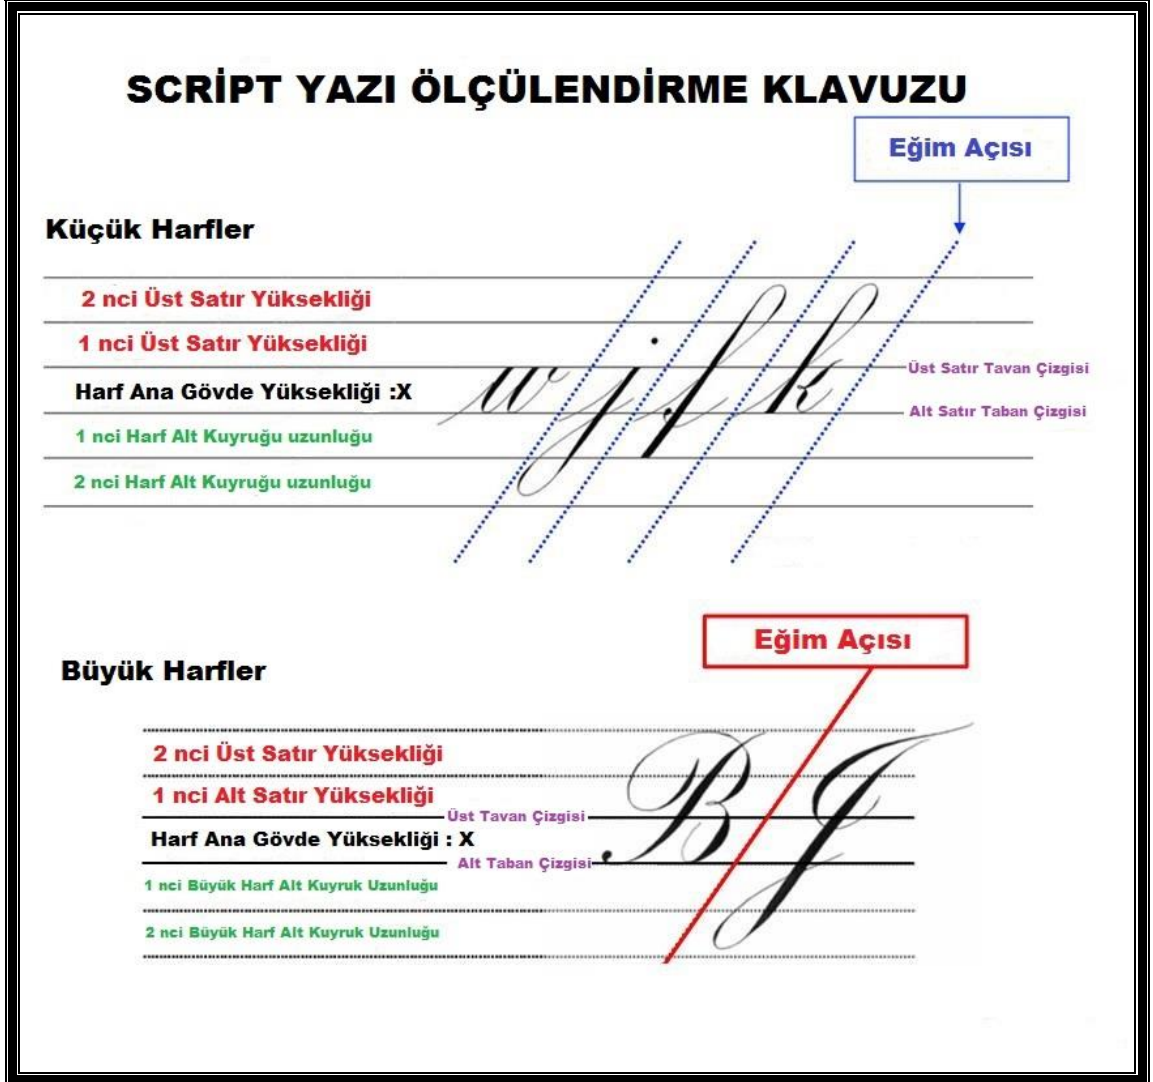 SCRİPT YAZI ÖLÇÜLENDİRME KLAVUZU
Eğim Açısı
Küçük Harfler
2 nci Üst Satır Yüksekliği
1 nci Üst Satır Yüksekliği
Harf Ana Gövde Yüksekliği :X
1 nci Harf Alt Kuyruğu uzunluğu
2 nci Harf Alt Kuyruğu uzunluğu
w j f k
Üst Satır Tavan Çizgisi
Alt Satır Taban Çizgisi
Eğim Açısı
Büyük Harfler
2 nci Üst Satır Yüksekliği
1 nci Alt Satır Yüksekliği
Üst Tavan Çizgisi
Harf Ana Gövde Yüksekliği : X
Alt Taban Çizgisi
1 nci Büyük Harf Alt Kuyruk Uzunluğu
2 nci Büyük Harf Alt Kuyruk Uzunluğu
B J